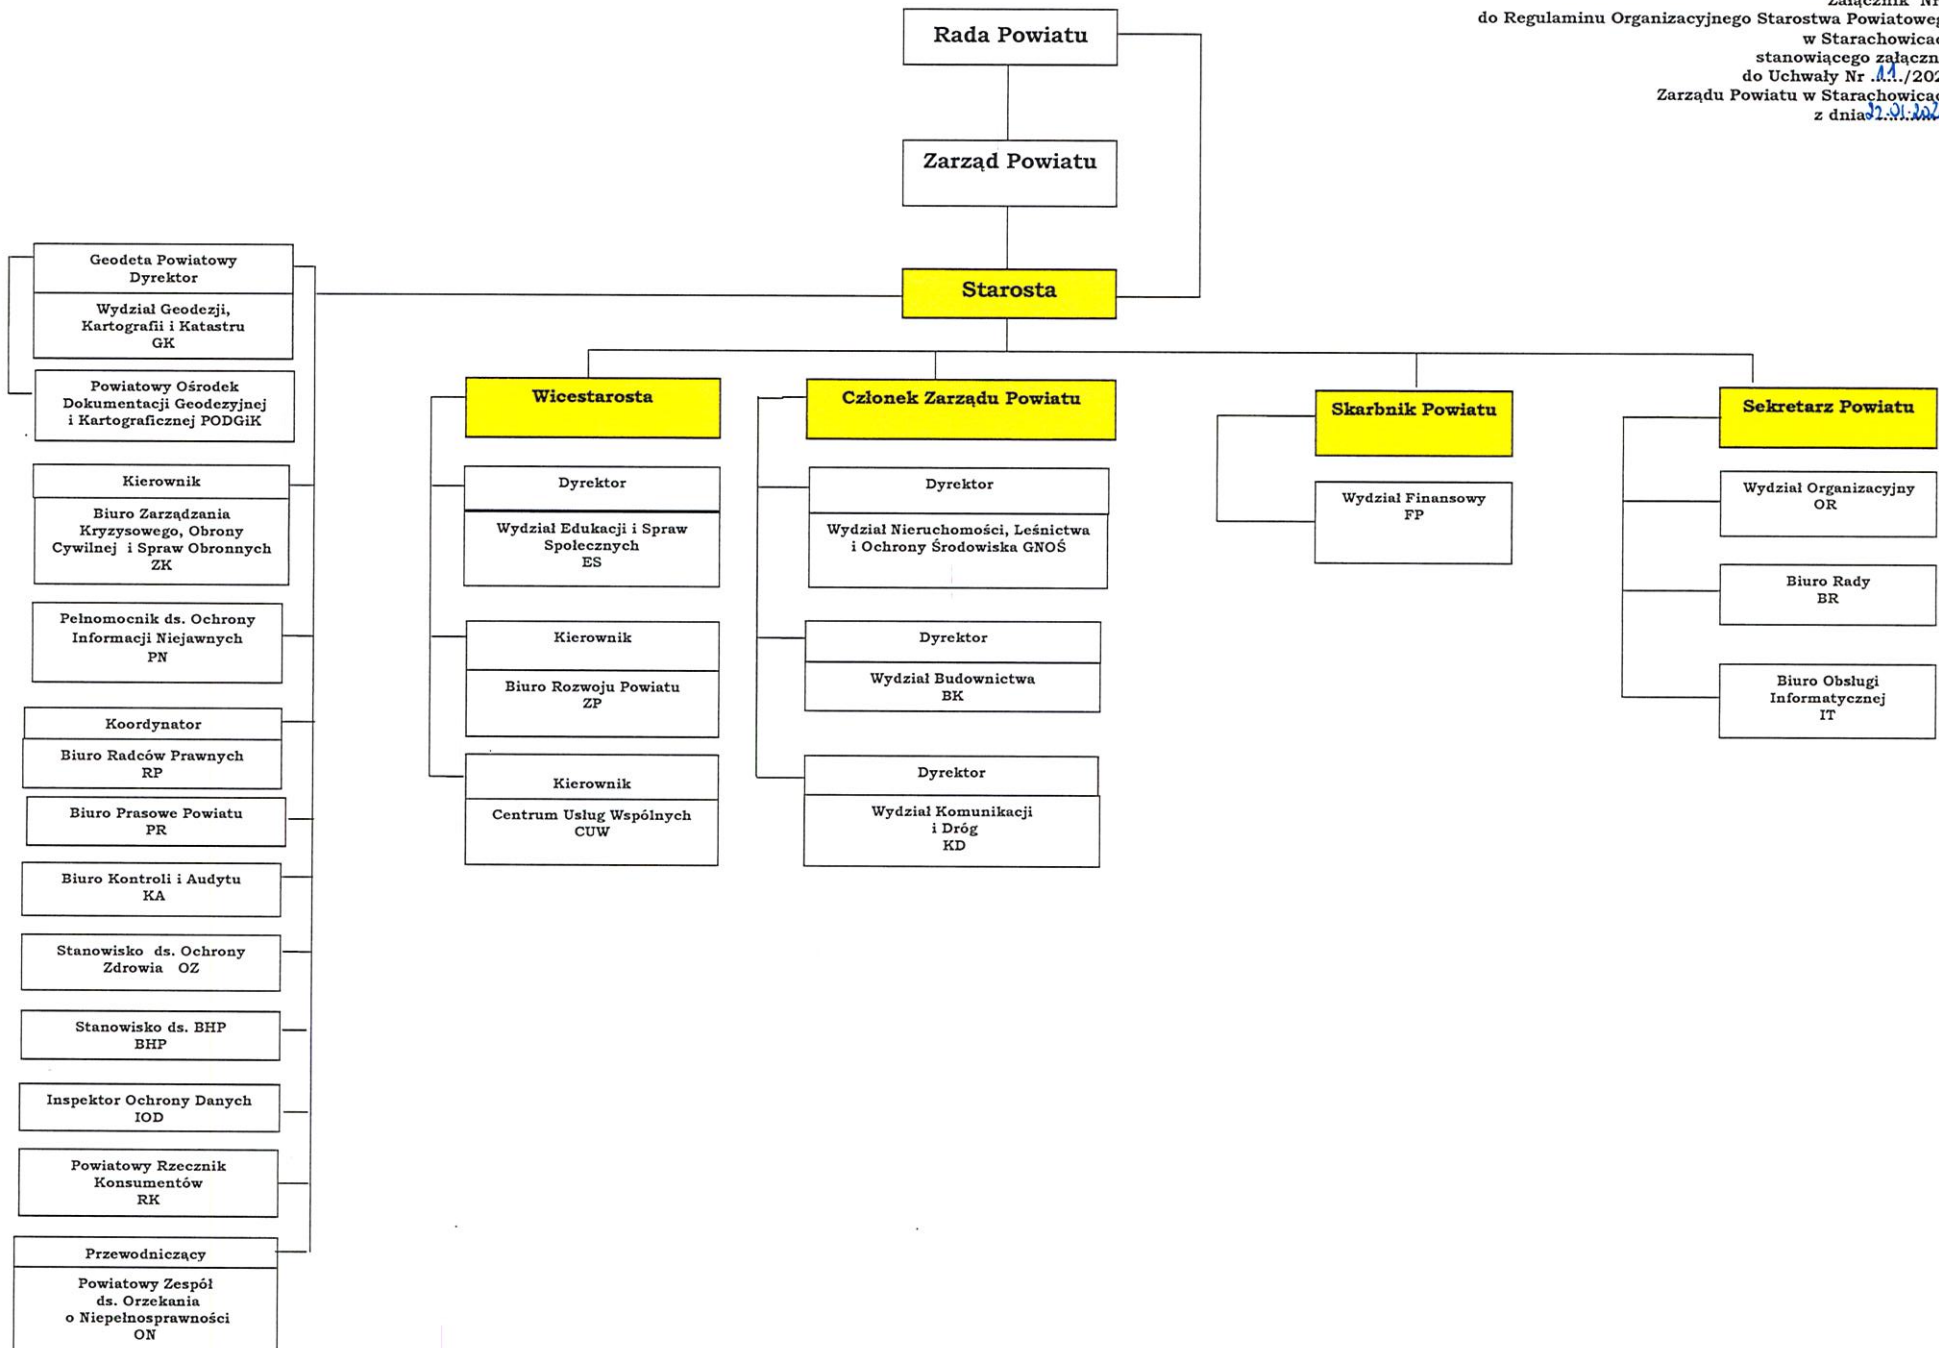 Załącznik Nr
do Regulaminu Organizacyjnego Starostwa Powiatoweg
w Starachowicac
stanowiącego załączn
do Uchwały Nr .11../202
Zarządu Powiatu w Starachowicac
z dnia
Rada Powiatu
Zarząd Powiatu
Starosta
Geodeta Powiatowy
Dyrektor
Wydział Geodezji,
Kartografii i Katastru
GK
Powiatowy Ośrodek
Dokumentacji Geodezyjnej
i Kartograficznej PODGiK
Kierownik
Biuro Zarządzania
Kryzysowego, Obrony
Cywilnej i Spraw Obronnych
ZK
Pełnomocnik ds. Ochrony
Informacji Niejawnych
PN
Koordynator
Biuro Radców Prawnych
RP
Biuro Prasowe Powiatu
PR
Biuro Kontroli i Audytu
KA
Stanowisko ds. Ochrony
Zdrowia OZ
Stanowisko ds. BHP
BHP
Inspektor Ochrony Danych
IOD
Powiatowy Rzecznik
Konsumentów
RK
Przewodniczący
Powiatowy Zespół
ds. Orzekania
o Niepełnosprawności
ON
Wicestarosta
Dyrektor
Wydział Edukacji i Spraw
Społecznych
ES
Kierownik
Biuro Rozwoju Powiatu
ZP
Kierownik
Centrum Usług Wspólnych
CUW
Członek Zarządu Powiatu
Dyrektor
Wydział Nieruchomości, Leśnictwa
i Ochrony Środowiska GNOŚ
Dyrektor
Wydział Budownictwa
BK
Dyrektor
Wydział Komunikacji
i Dróg
KD
Skarbnik Powiatu
Wydział Finansowy
FP
Sekretarz Powiatu
Wydział Organizacyjny
OR
Biuro Rady
BR
Biuro Obsługi
Informatycznej
IT